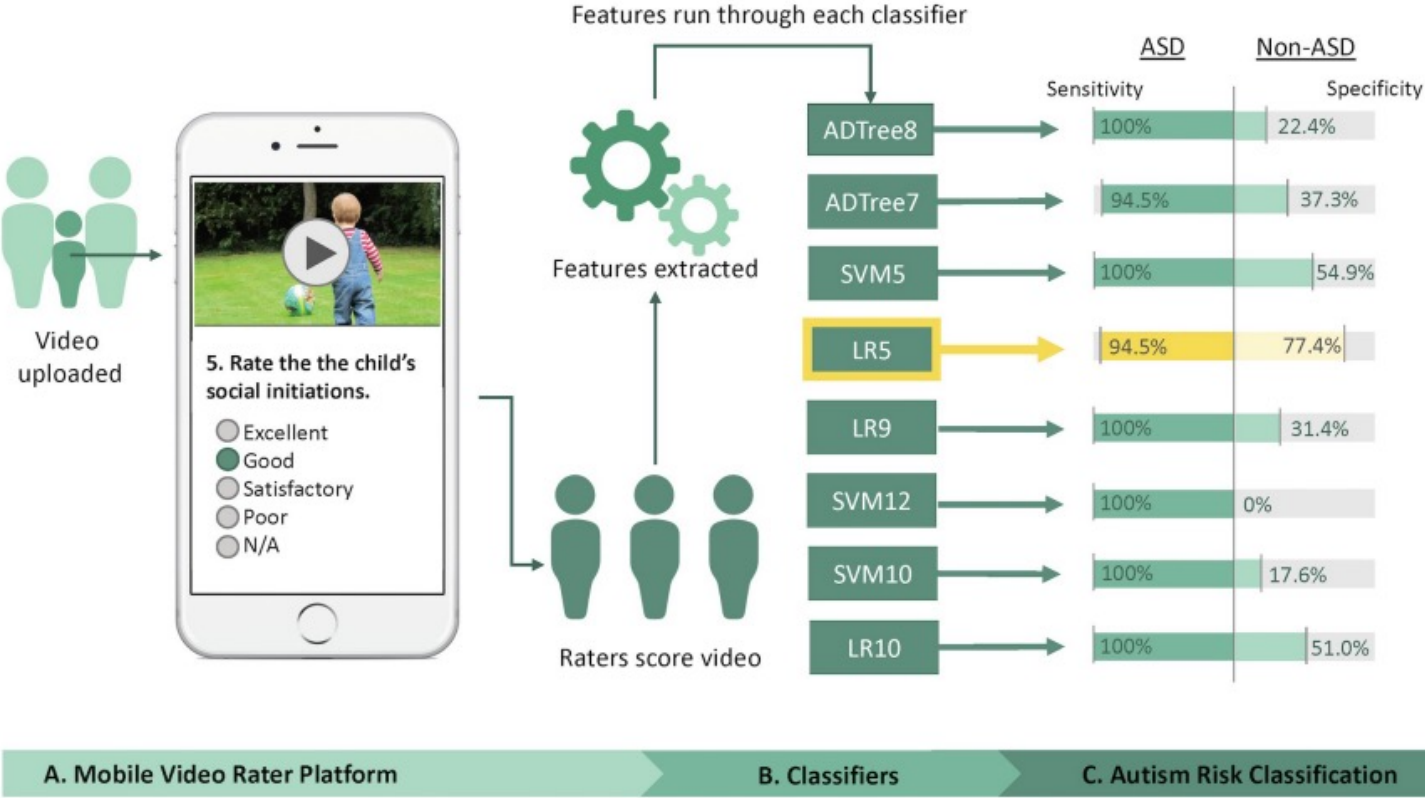 Features run through each classifier
ASD
Non-ASD
Sensitivity
Specificity
ADTree8
100%
22.4%
ADTree7
94.5%
37.3%
SVM5
100%
54.9%
LR5
94.5%
77.4%
LR9
100%
31.4%
SVM12
100%
0%
SVM10
100%
17.6%
LR10
100%
51.0%
Features extracted
Video
uploaded
5. Rate the the child's
social initiations.
Excellent
Good
Satisfactory
Poor
N/A
Raters score video
A. Mobile Video Rater Platform
B. Classifiers
C. Autism Risk Classification